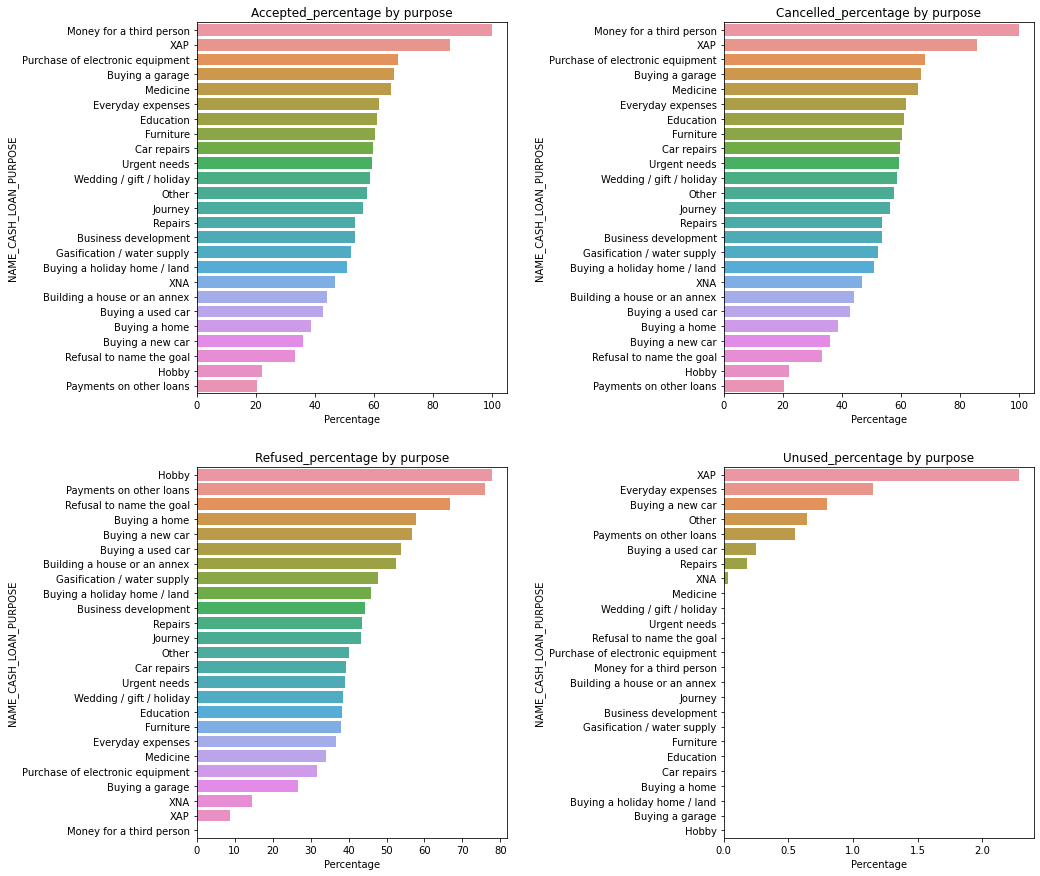 Accepted_percentage by purpose
NAME_CASH_LOAN_PURPOSE
Money for a third person
XAP
Purchase of electronic equipment
Buying a garage
Medicine
Everyday expenses
Education
Furniture
Car repairs
Urgent needs
Wedding / gift / holiday
Other
Journey
Repairs
Business development
Gasification / water supply
Buying a holiday home / land
XNA
Building a house or an annex
Buying a used car
Buying a home
Buying a new car
Refusal to name the goal
Hobby
Payments on other loans
0 20 40 60 80 100
Percentage
Cancelled_percentage by purpose
NAME_CASH_LOAN_PURPOSE
Money for a third person
XAP
Purchase of electronic equipment
Buying a garage
Medicine
Everyday expenses
Education
Furniture
Car repairs
Urgent needs
Wedding / gift / holiday
Other
Journey
Repairs
Business development
Gasification / water supply
Buying a holiday home / land
XNA
Building a house or an annex
Buying a used car
Buying a home
Buying a new car
Refusal to name the goal
Hobby
Payments on other loans
0 20 40 60 80 100
Percentage
Refused_percentage by purpose
NAME_CASH_LOAN_PURPOSE
Hobby
Payments on other loans
Refusal to name the goal
Buying a home
Buying a new car
Buying a used car
Building a house or an annex
Gasification / water supply
Buying a holiday home / land
Business development
Repairs
Journey
Other
Car repairs
Urgent needs
Wedding / gift / holiday
Education
Furniture
Everyday expenses
Medicine
Purchase of electronic equipment
Buying a garage
XNA
XAP
Money for a third person
0 10 20 30 40 50 60 70 80
Percentage
Unused_percentage by purpose
NAME_CASH_LOAN_PURPOSE
XAP
Everyday expenses
Buying a new car
Other
Payments on other loans
Buying a used car
Repairs
XNA
Medicine
Wedding / gift / holiday
Urgent needs
Refusal to name the goal
Purchase of electronic equipment
Money for a third person
Building a house or an annex
Journey
Business development
Gasification / water supply
Furniture
Education
Car repairs
Buying a home
Buying a holiday home / land
Buying a garage
Hobby
0.0 0.5 1.0 1.5 2.0
Percentage